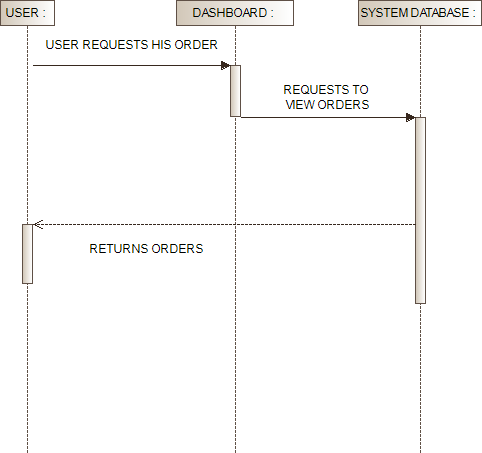 USER :
DASHBOARD :
SYSTEM DATABASE :
USER REQUESTS HIS ORDER
REQUESTS TO
VIEW ORDERS
RETURNS ORDERS